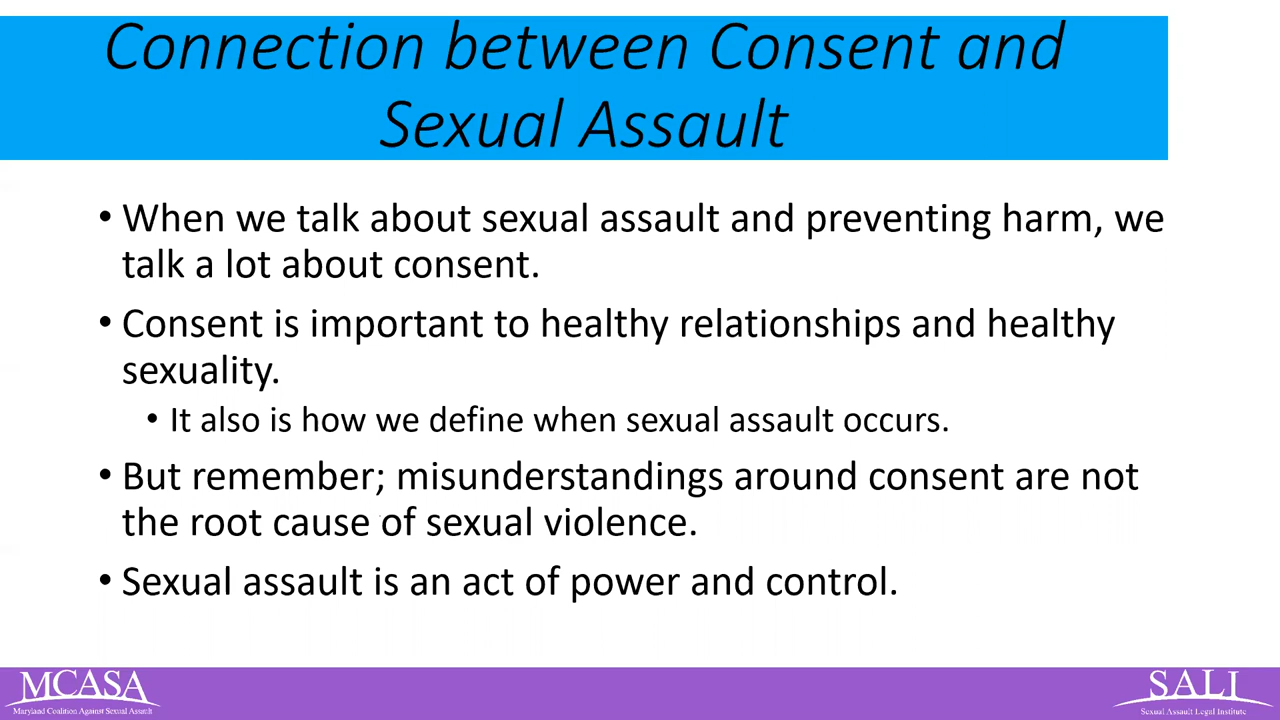 Connection between Consent and
Sexual Assault
• When we talk about sexual assault and preventing harm, we
talk a lot about consent.
• Consent is important to healthy relationships and healthy
sexuality.
• It also is how we define when sexual assault occurs.
• But remember; misunderstandings around consent are not
the root cause of sexual violence.
• Sexual assault is an act of power and control.
MCASA
Maryland Coalition Against Sexual Assault
SALI
Sexual Assault Legal Institute